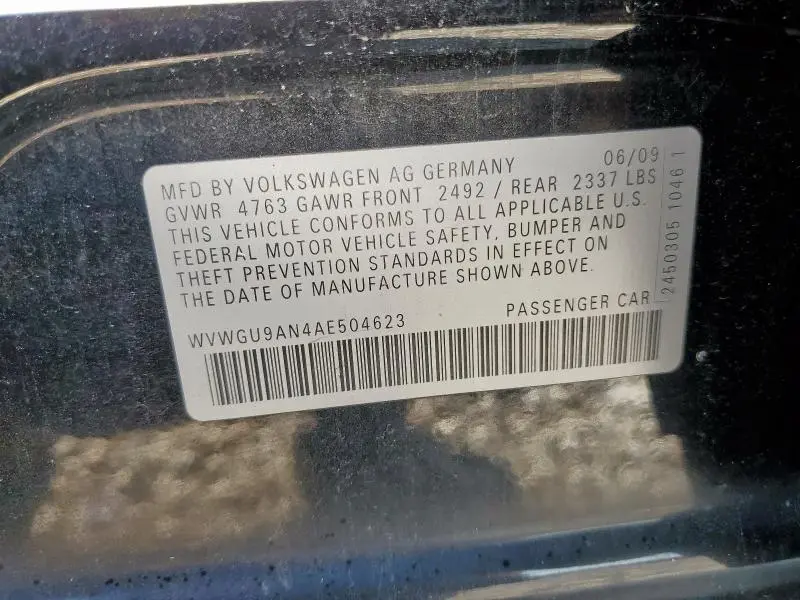 MFD BY VOLKSWAGEN AG GERMANY 06/09
GVWR 4763 GAWR FRONT 2492 / REAR 2337 LBS
THIS VEHICLE CONFORMS TO ALL APPLICABLE U.S.
FEDERAL MOTOR VEHICLE SAFETY, BUMPER AND
THEFT PREVENTION STANDARDS IN EFFECT ON
THE DATE OF MANUFACTURE SHOWN ABOVE.
WVWGU9AN4AE504623 PASSENGER CAR
2450305 1046 1